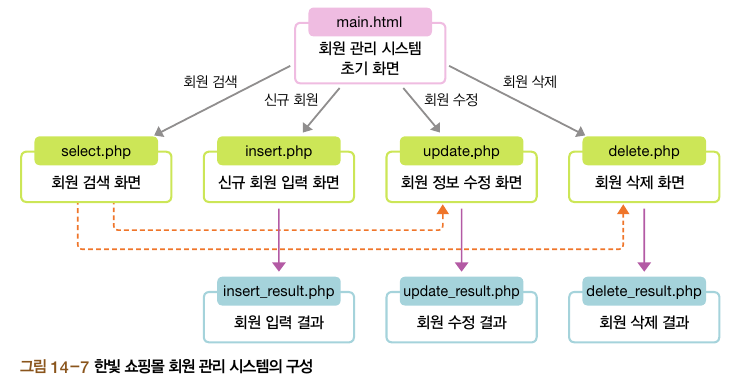 main.html
회원 관리 시스템
초기 화면
회원 검색
신규 회원
회원 수정
회원 삭제
select.php
insert.php
update.php
delete.php
회원 검색 화면
신규 회원 입력 화면
회원 정보 수정 화면
회원 삭제 화면
insert_result.php
update_result.php
delete_result.php
회원 입력 결과
회원 수정 결과
회원 삭제 결과
그림 14-7 한빛 쇼핑몰 회원 관리 시스템의 구성